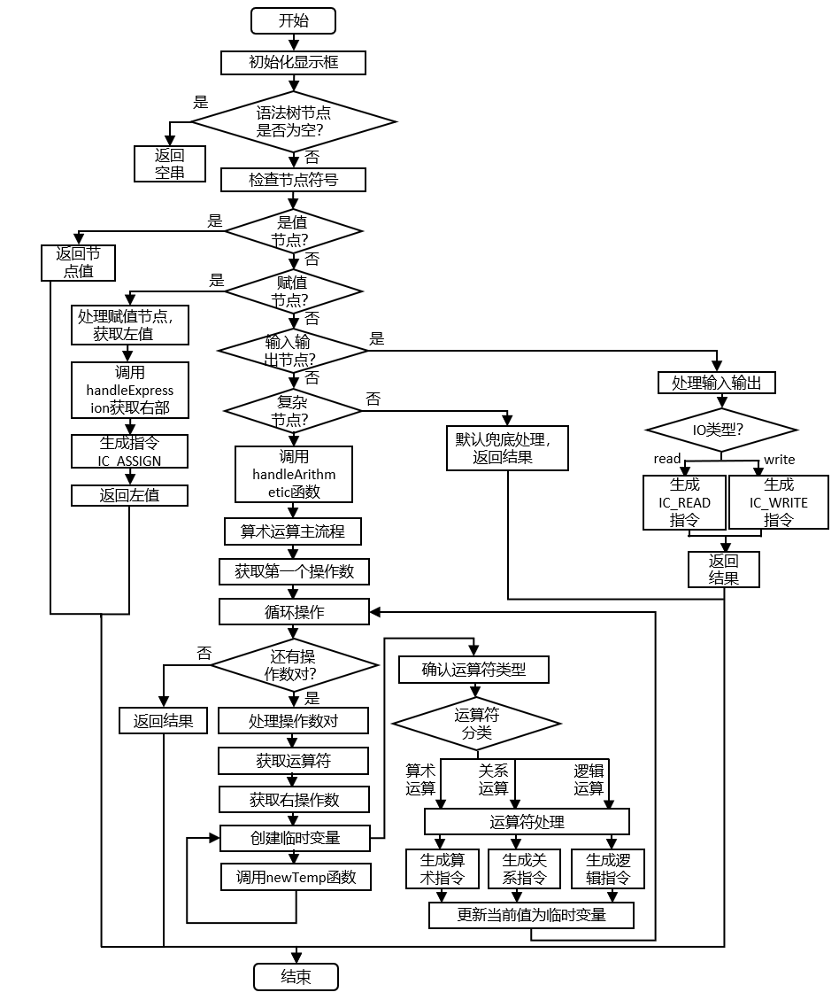 开始
初始化显示框
是
语法树节点
是否为空?
返回
空串
否
检查节点符号
是
是值
节点?
返回节
点值
否
是
赋值
节点?
处理赋值节点,
获取左值
否
输入输
出节点?
是
调用
handleExpress
ion获取右部
否
复杂
节点?
否
处理输入输出
IO类型?
生成指令
IC_ASSIGN
调用
handleArithm
etic函数
默认兜底处理,
返回结果
read
write
返回左值
生成
IC_READ
指令
生成
IC_WRITE
指令
算术运算主流程
获取第一个操作数
返回
结果
循环操作
否
还有操
作数对?
确认运算符类型
是
返回结果
处理操作数对
运算符
分类
获取运算符
算术
运算
关系
运算
逻辑
运算
获取右操作数
运算符处理
创建临时变量
调用newTemp函数
生成算
术指令
生成关
系指令
生成逻
辑指令
更新当前值为临时变量
结束